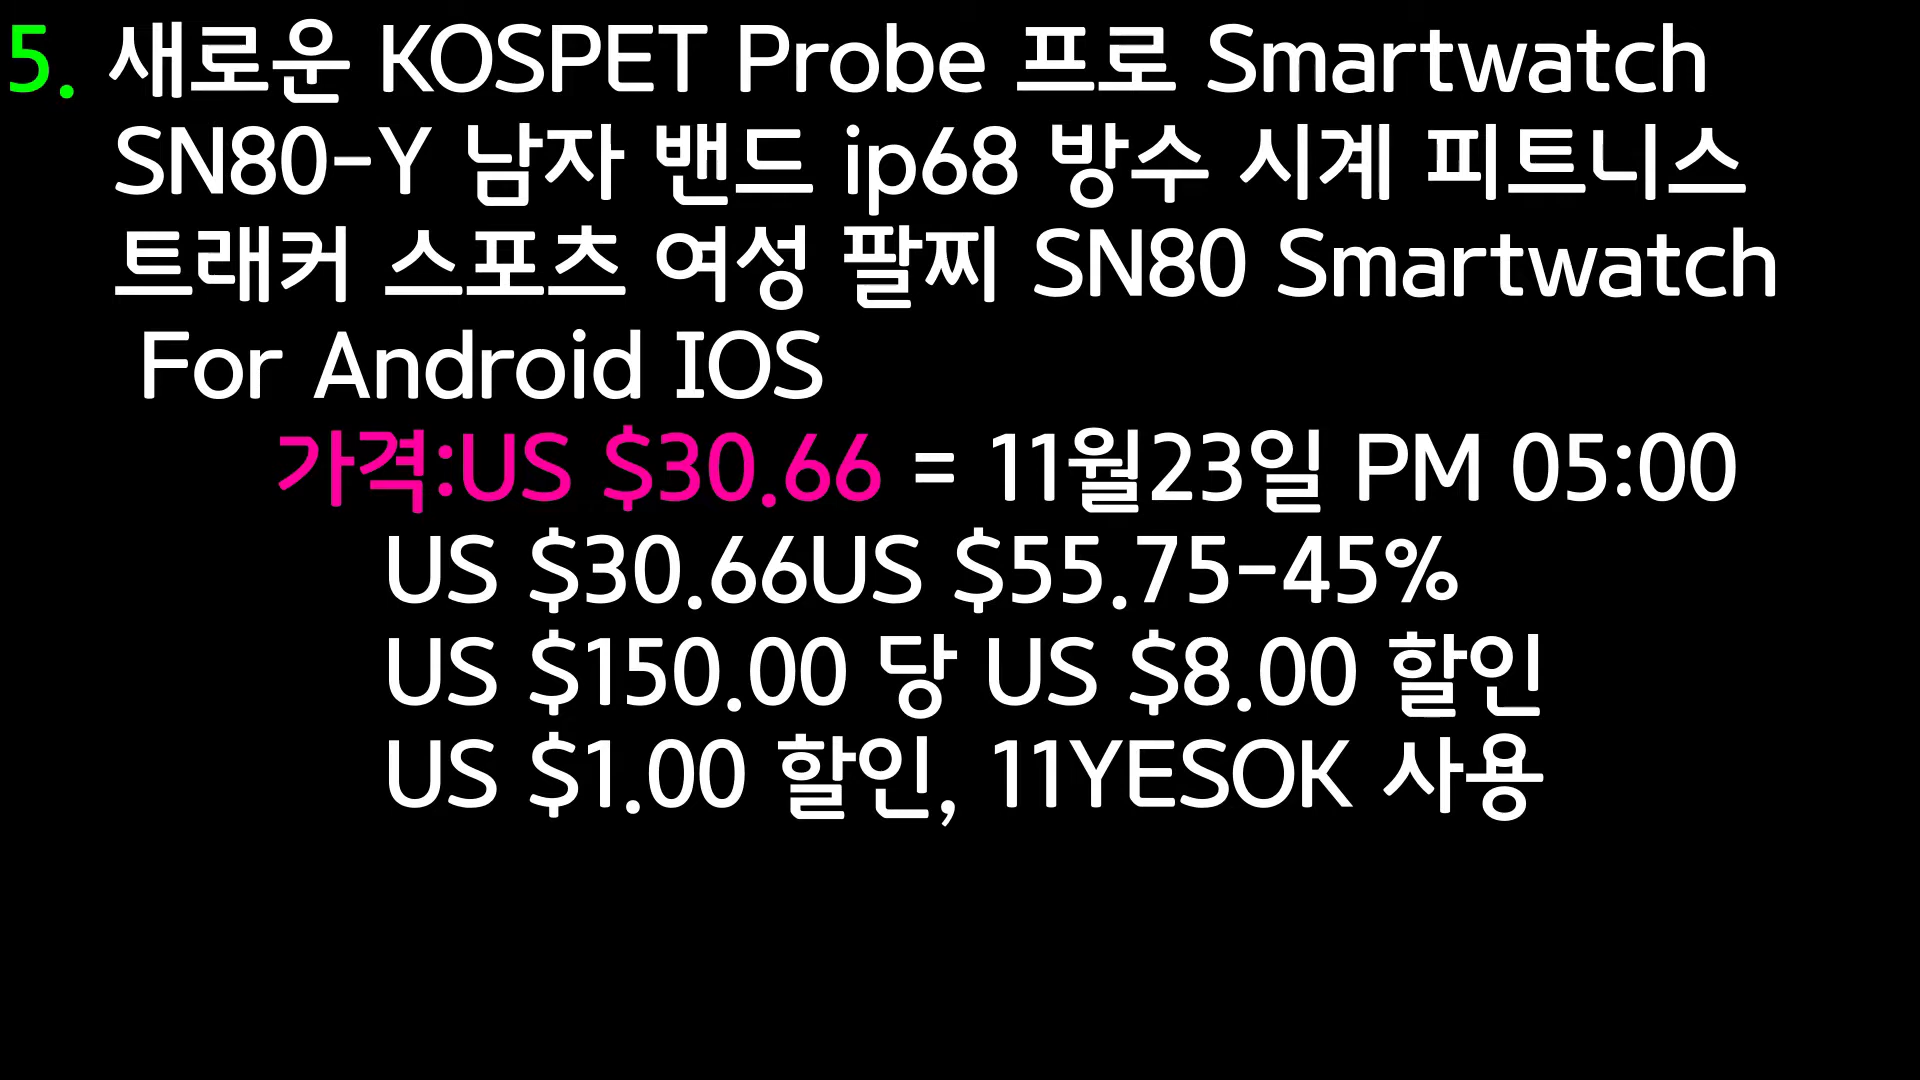 5. 새로운 KOSPET Probe 프로 Smartwatch
SN80-Y 남자 밴드 ip68 방수 시계 피트니스
트래커 스포츠 여성 팔찌 SN80 Smartwatch
For Android IOS
가격:US $30.66 = 11월23일 PM 05:00
US $30.66US $55.75-45%
US $150.00 당 US $8.00 할인
US $1.00 할인, 11YESOK 사용